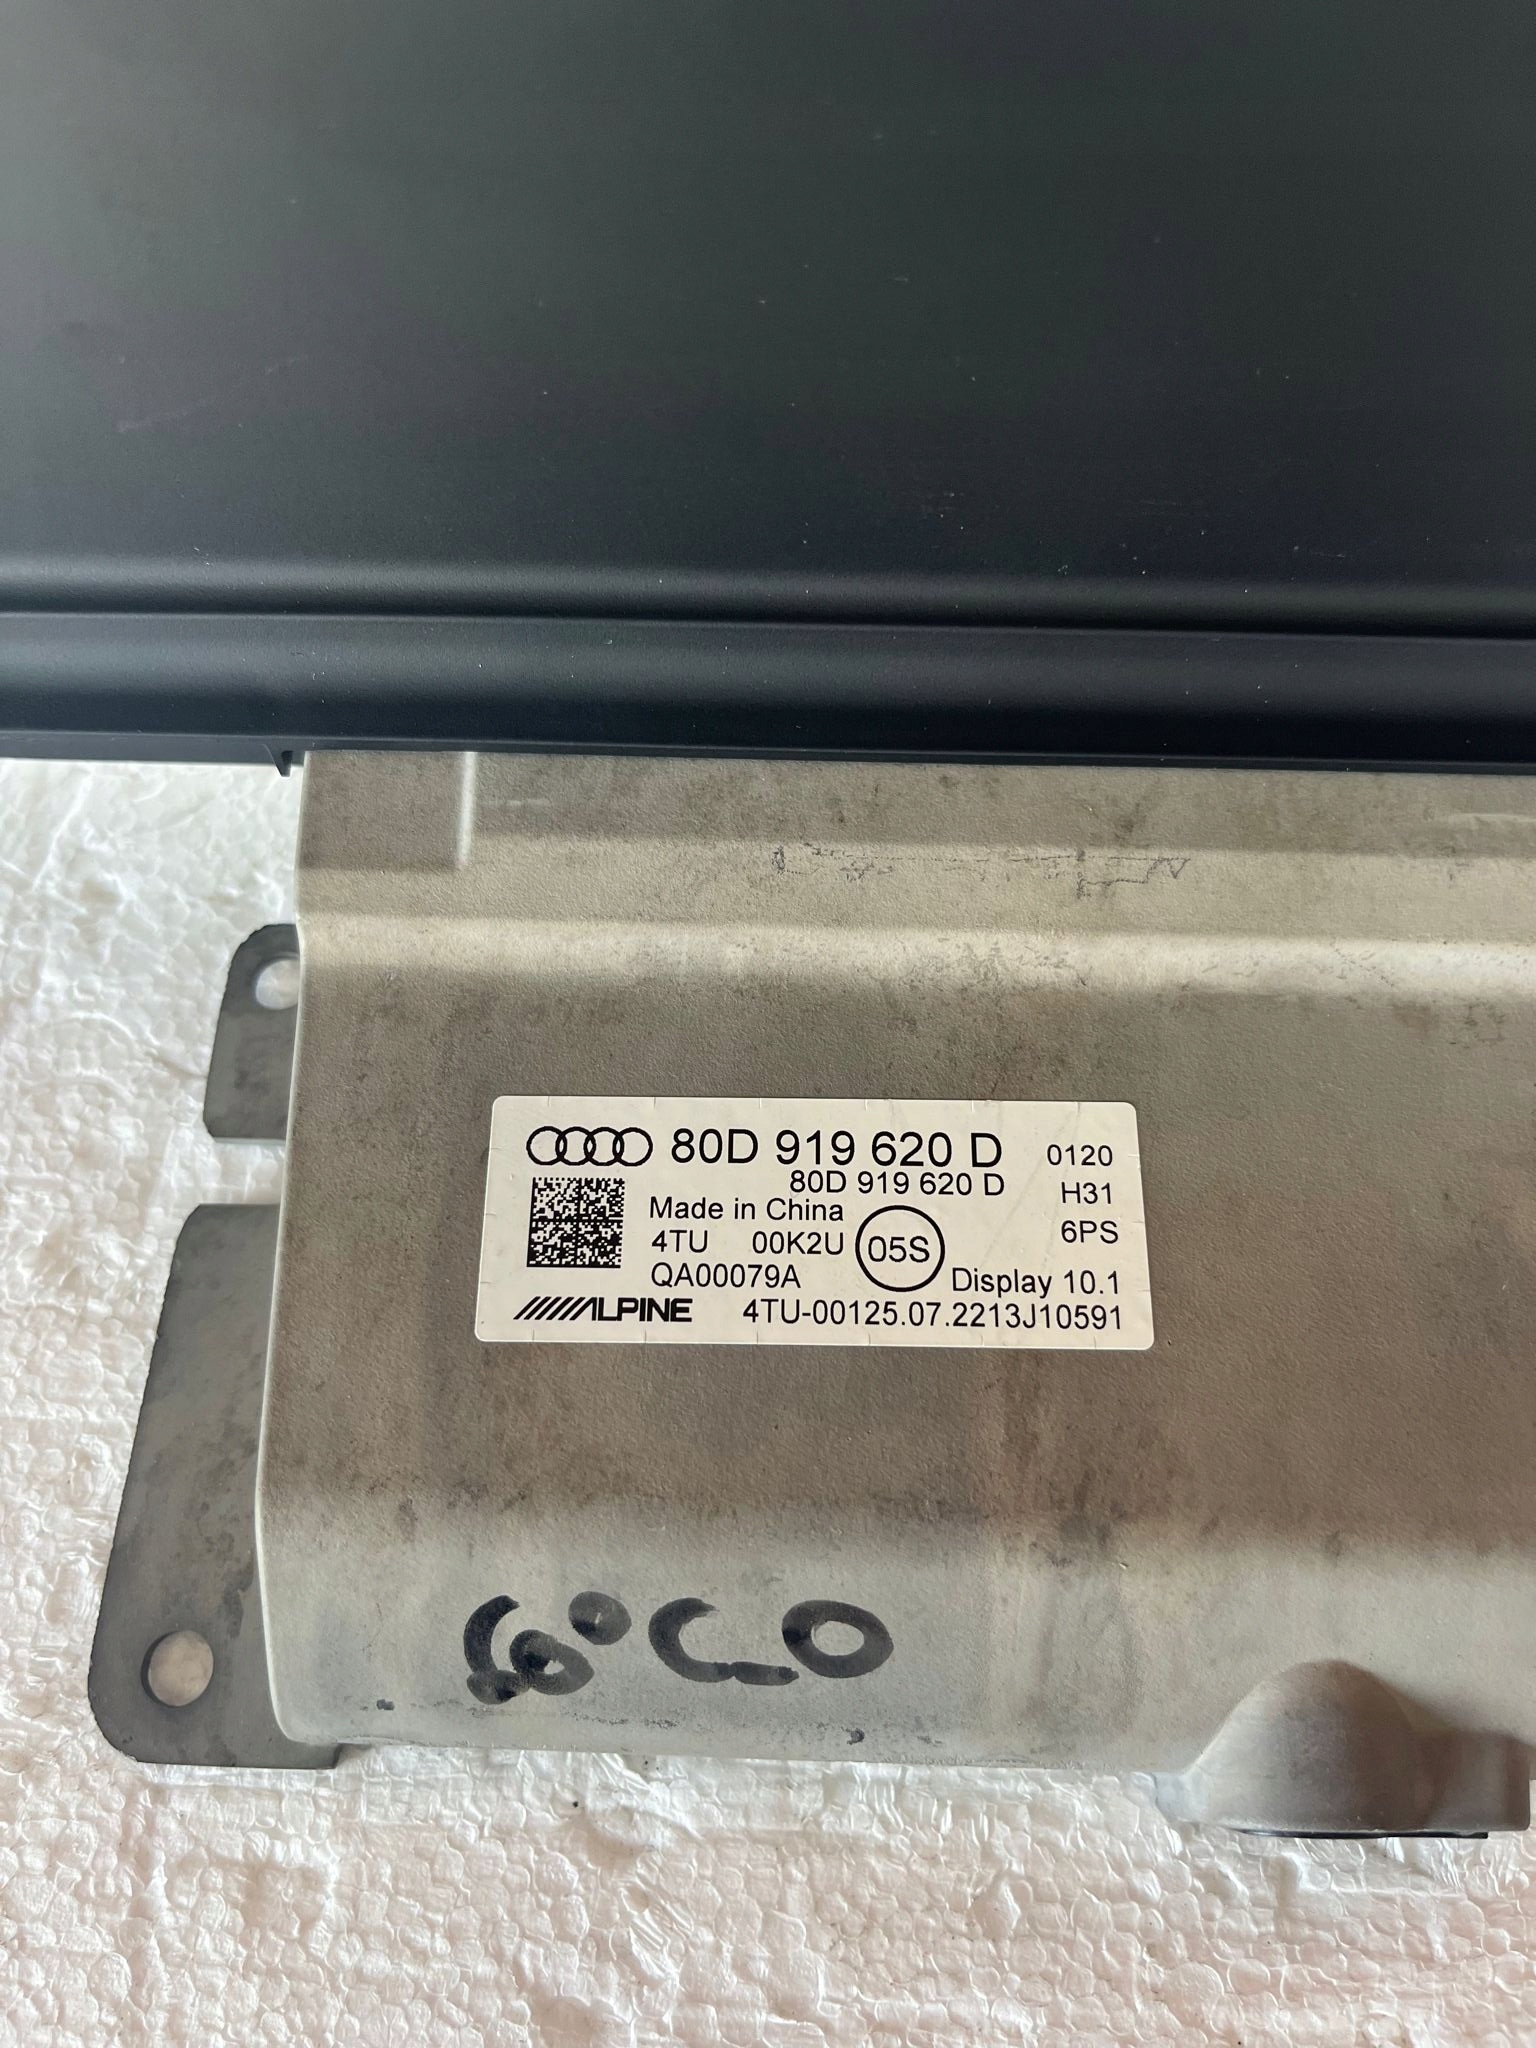 80D 919 620 D 0120
80D 919 620 D H31
Made in China
4TU 00K2U 05S 6PS
QA00079A Display 10.1
ALPINE 4TU-00125.07.2213J10591